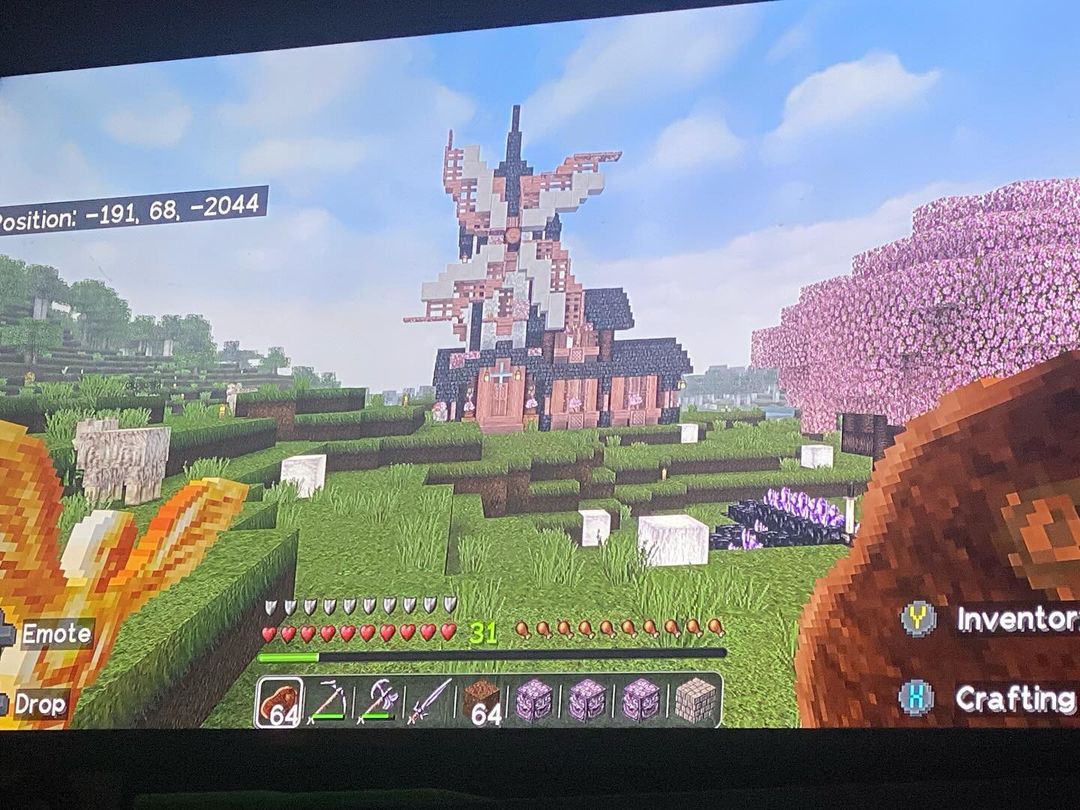 Position: -191, 68, -2044
31
Emote
Inventor
Drop
64
64
Crafting
Y
X